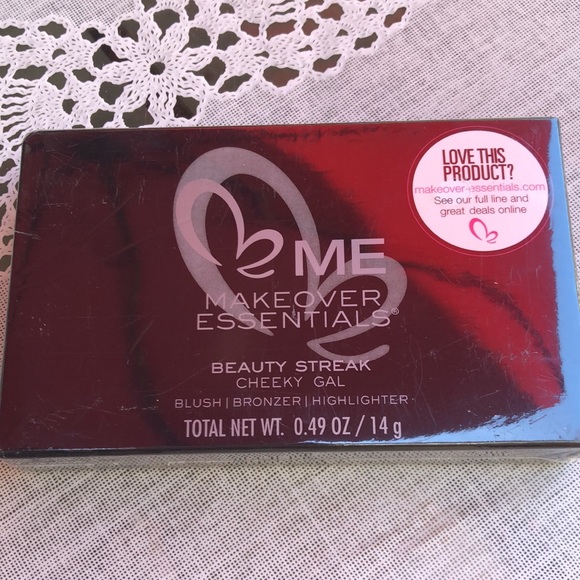 LOVE THIS
PRODUCT?
makeover-essentials.com
See our full line and
great deals online
ME
MAKEOVER
ESSENTIALS®
BEAUTY STREAK
CHEEKY GAL
BLUSH | BRONZER | HIGHLIGHTER
TOTAL NET WT. 0.49 OZ / 14 g